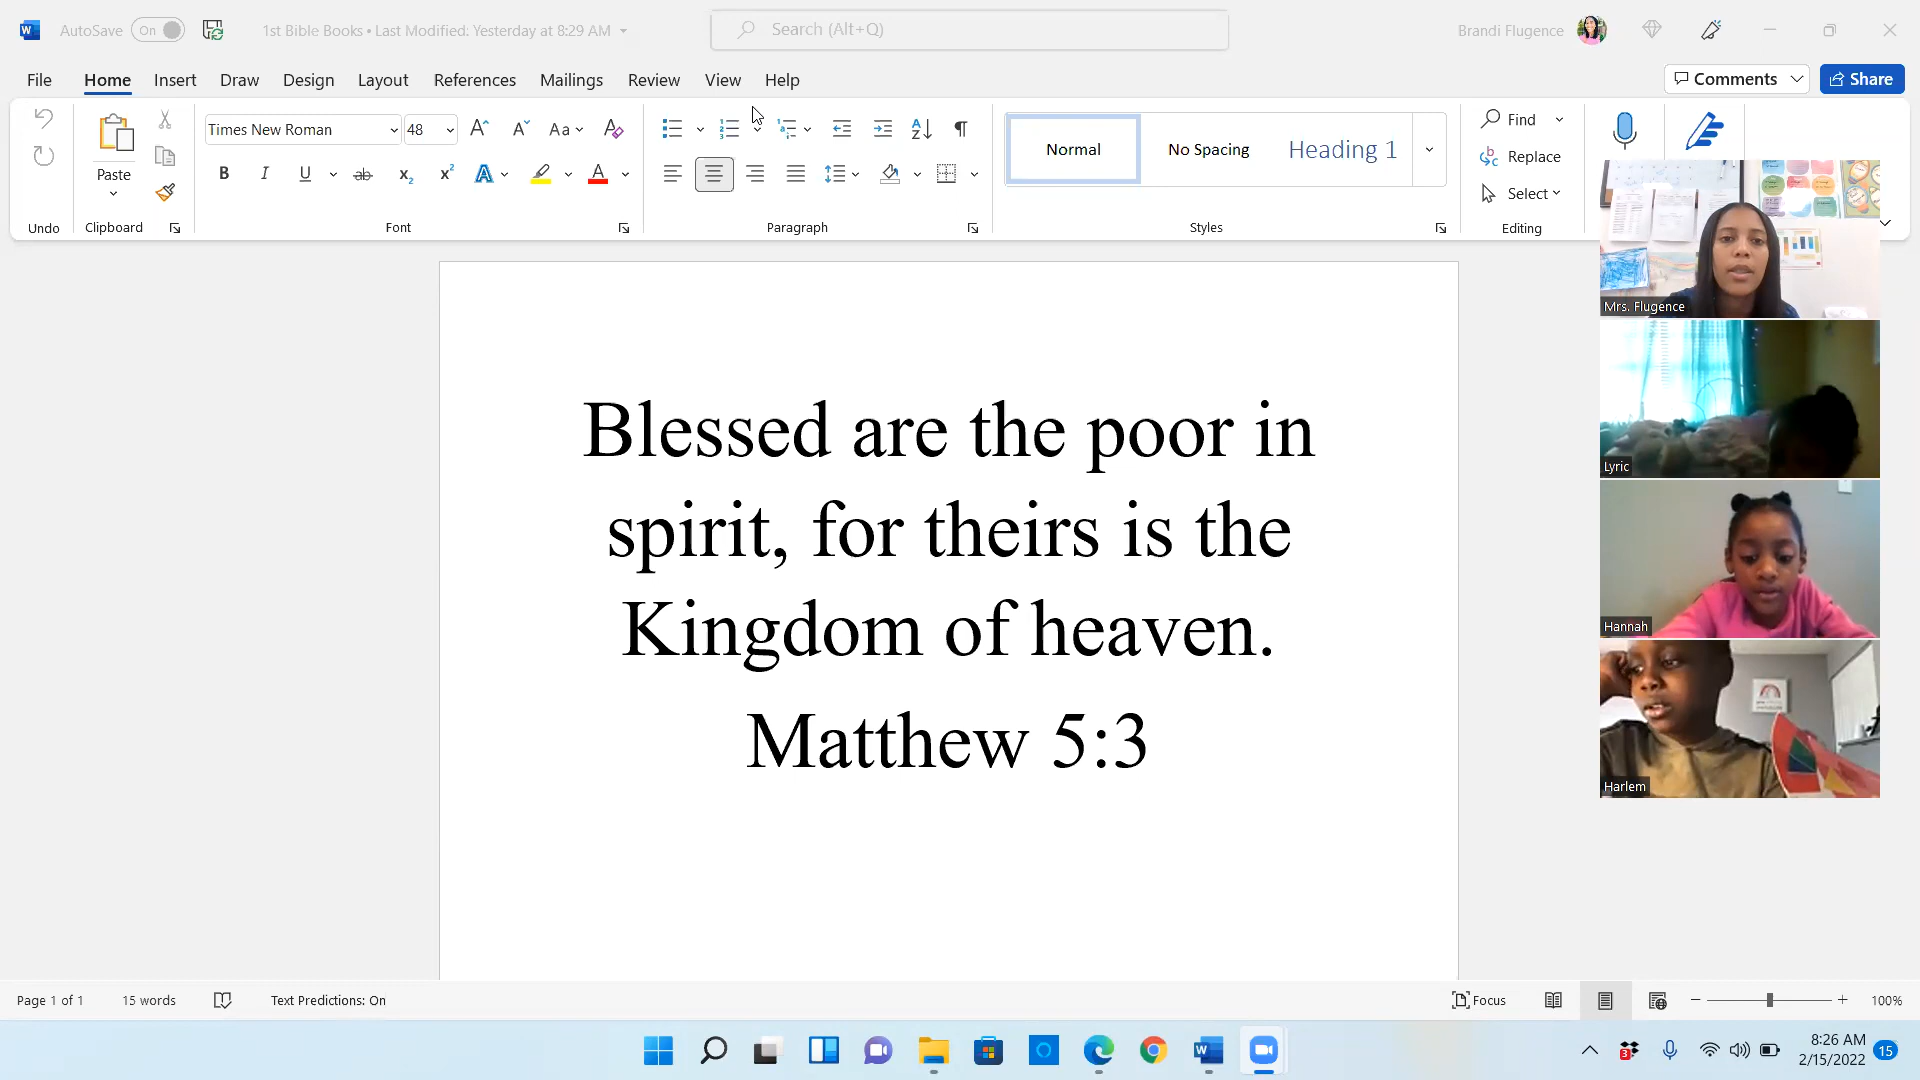 AutoSave On 1st Bible Books • Last Modified: Yesterday at 8:29 AM Search (Alt+Q) Brandi Flugence
File Home Insert Draw Design Layout References Mailings Review View Help Comments Share
Times New Roman 48 Aa Normal No Spacing Heading 1 Find
Paste Replace
Select
Undo Clipboard Font Paragraph Styles Editing
Mrs. Flugence
Blessed are the poor in
Lyric
spirit, for theirs is the
Kingdom of heaven.
Hannah
Matthew 5:3
Harlem
Page 1 of 1 15 words Text Predictions: On Focus 100%
8:26 AM
2/15/2022 15